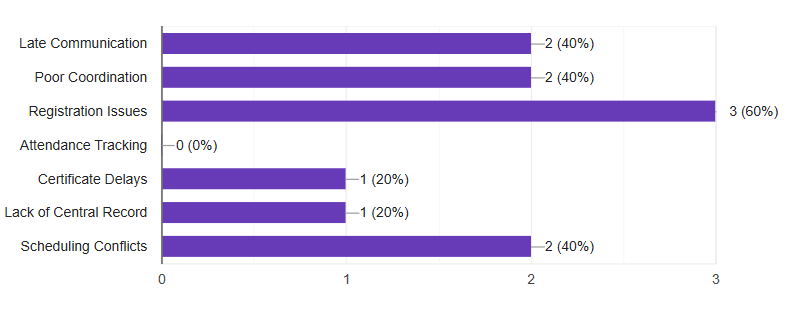 Late Communication 2 (40%)
Poor Coordination 2 (40%)
Registration Issues 3 (60%)
Attendance Tracking 0 (0%)
Certificate Delays 1 (20%)
Lack of Central Record 1 (20%)
Scheduling Conflicts 2 (40%)
0 1 2 3